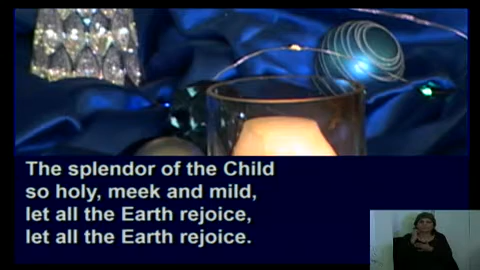 The splendor of the Child
so holy, meek and mild,
let all the Earth rejoice,
let all the Earth rejoice.